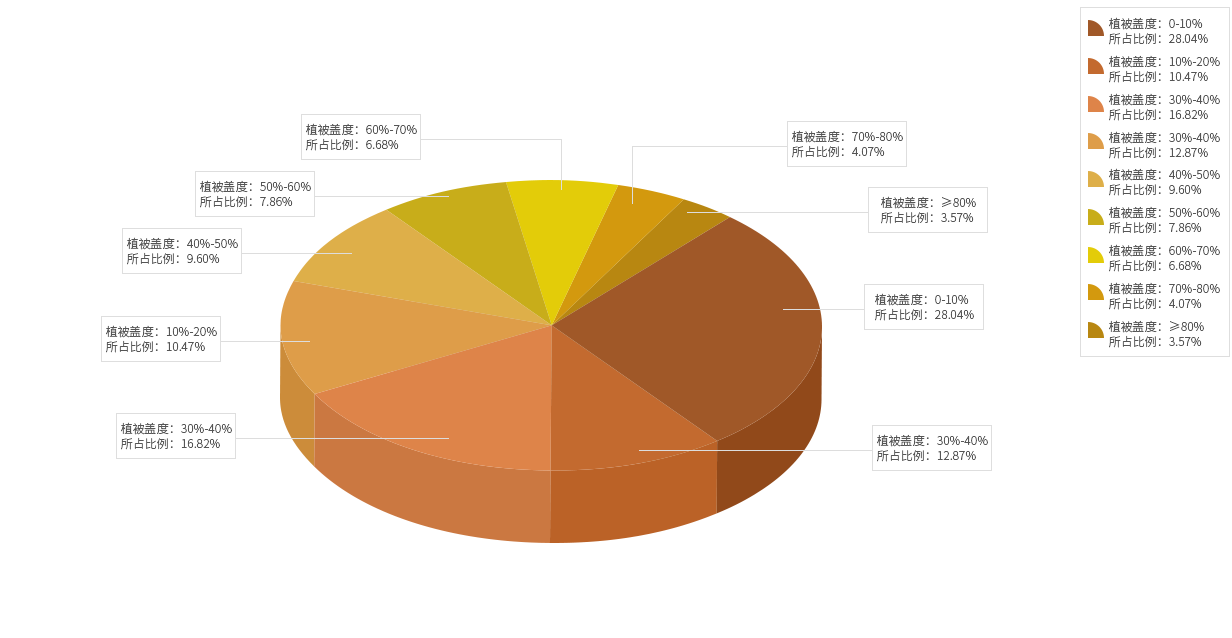 植被盖度：60%-70%
所占比例：6.68%
植被盖度：70%-80%
所占比例：4.07%
植被盖度：50%-60%
所占比例：7.86%
植被盖度：≥80%
所占比例：3.57%
植被盖度：40%-50%
所占比例：9.60%
植被盖度：0-10%
所占比例：28.04%
植被盖度：10%-20%
所占比例：10.47%
植被盖度：30%-40%
所占比例：16.82%
植被盖度：30%-40%
所占比例：12.87%
植被盖度：0-10%
所占比例：28.04%
植被盖度：10%-20%
所占比例：10.47%
植被盖度：30%-40%
所占比例：16.82%
植被盖度：30%-40%
所占比例：12.87%
植被盖度：40%-50%
所占比例：9.60%
植被盖度：50%-60%
所占比例：7.86%
植被盖度：60%-70%
所占比例：6.68%
植被盖度：70%-80%
所占比例：4.07%
植被盖度：≥80%
所占比例：3.57%